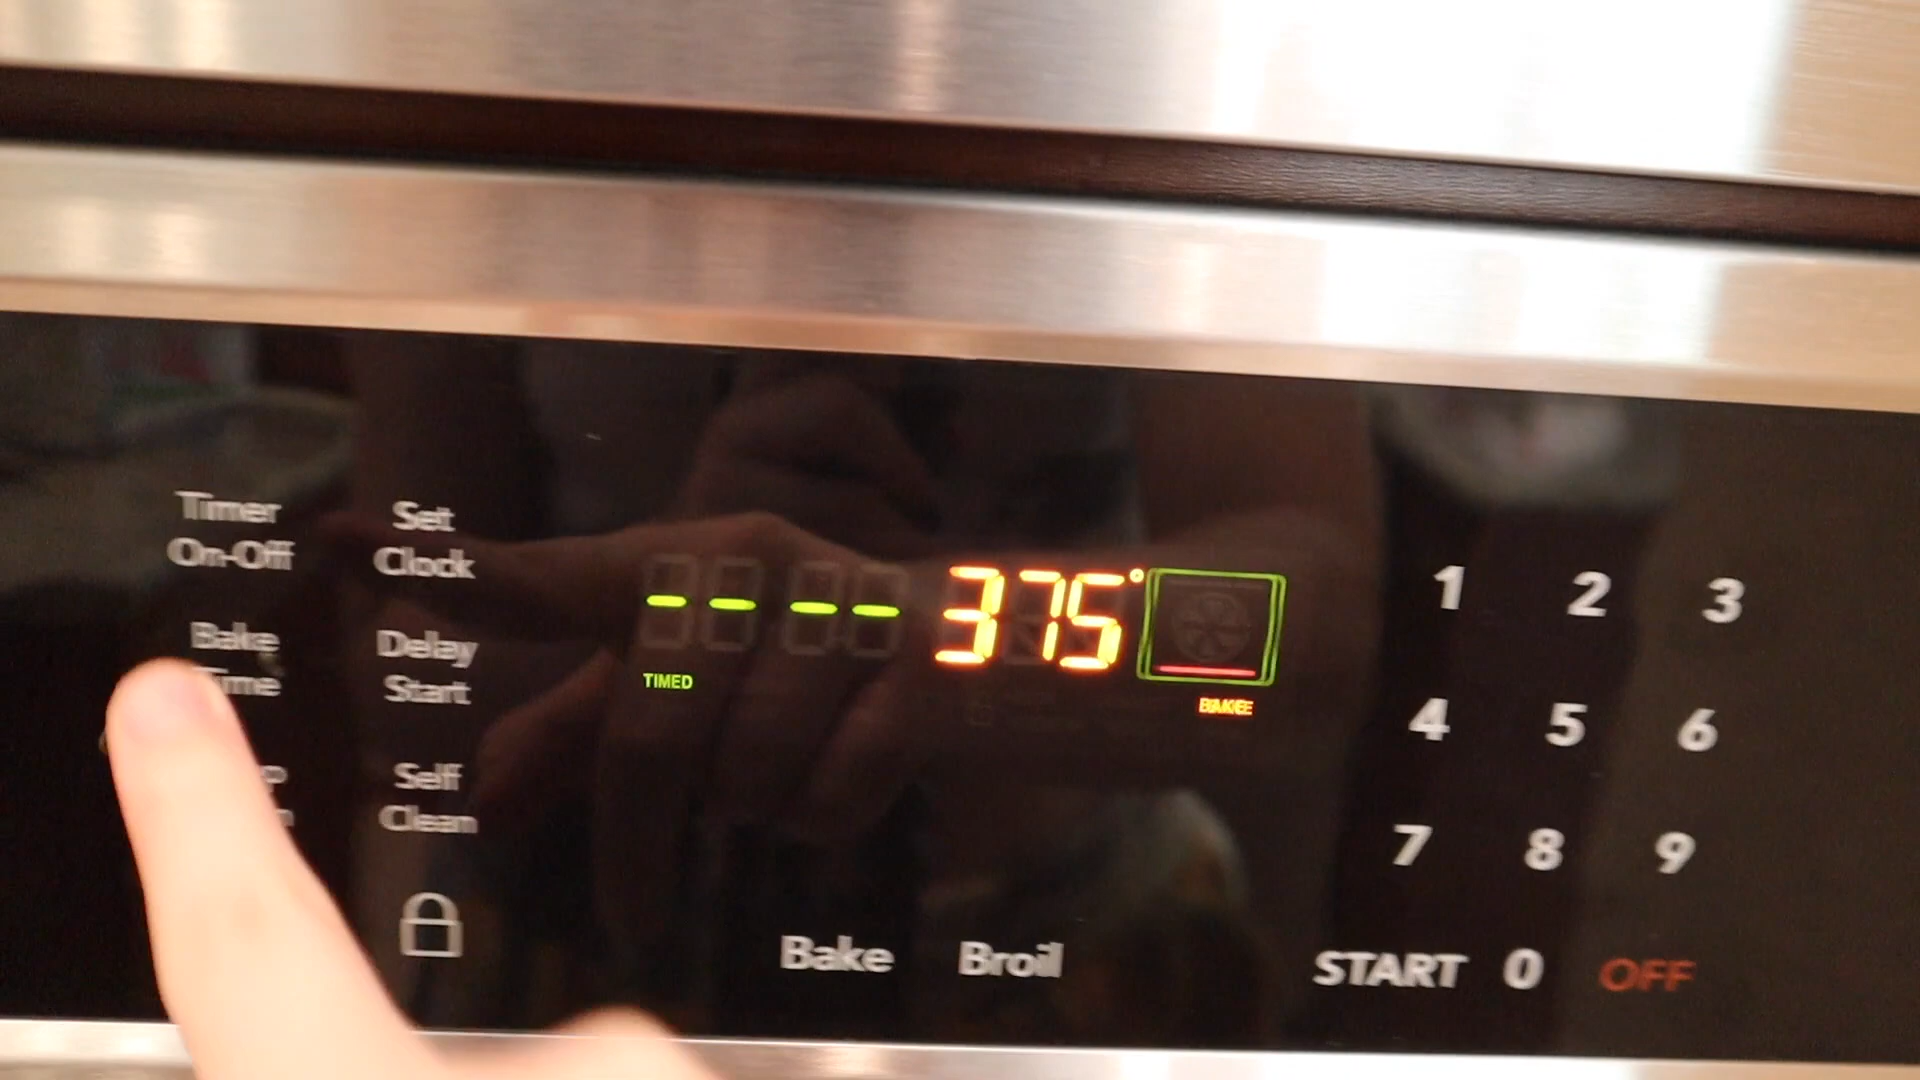 Timer
On-Off
Set
Clock
Bake
Time
Delay
Start
Self
Clean
-- --
375°
TIMED
BAKE
Bake
Broil
1 2 3
4 5 6
7 8 9
START 0 OFF